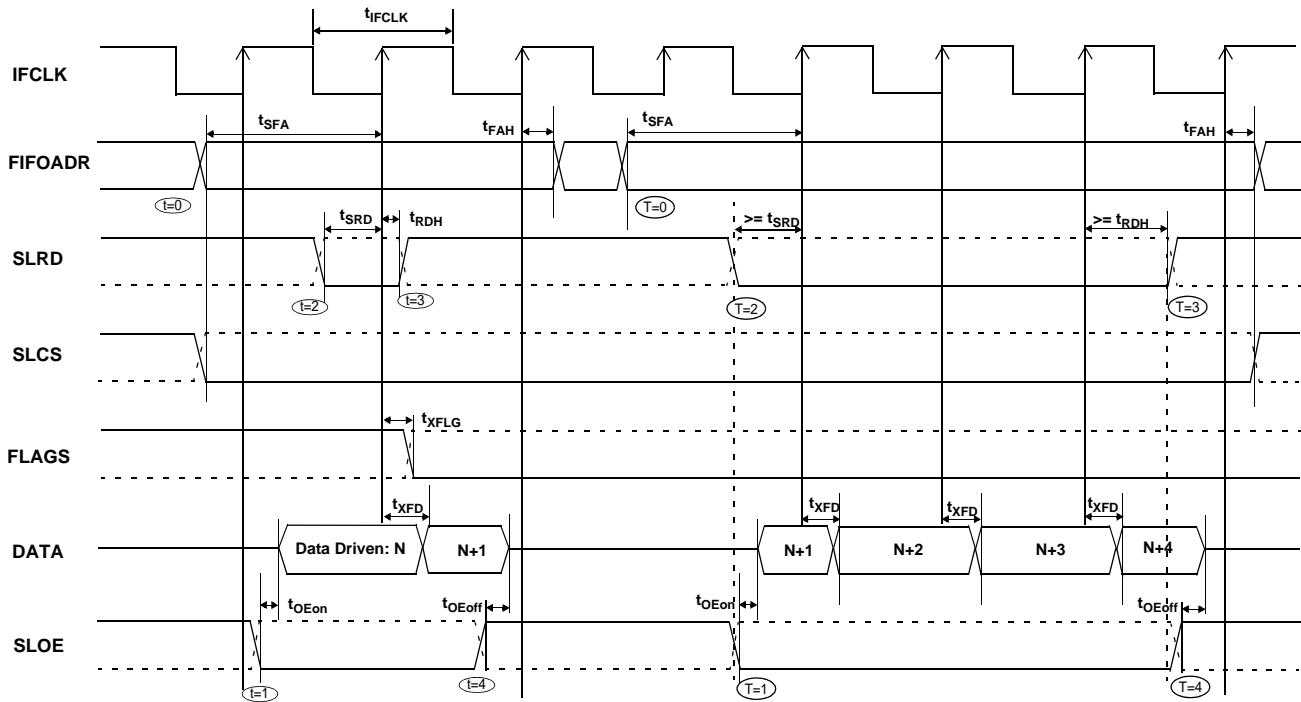 tIFCLK
IFCLK
tSFA
tFAH
tSFA
tFAH
FIFOADR
t=0
T=0
tSRD
tRDH
>= tSRD
>= tRDH
SLRD
t=2
t=3
T=2
T=3
SLCS
tXFLG
FLAGS
tXFD
tXFD
tXFD
tXFD
DATA
Data Driven: N
N+1
N+1
N+2
N+3
N+4
tOEon
tOEoff
tOEon
tOEoff
SLOE
t=1
t=4
T=1
T=4